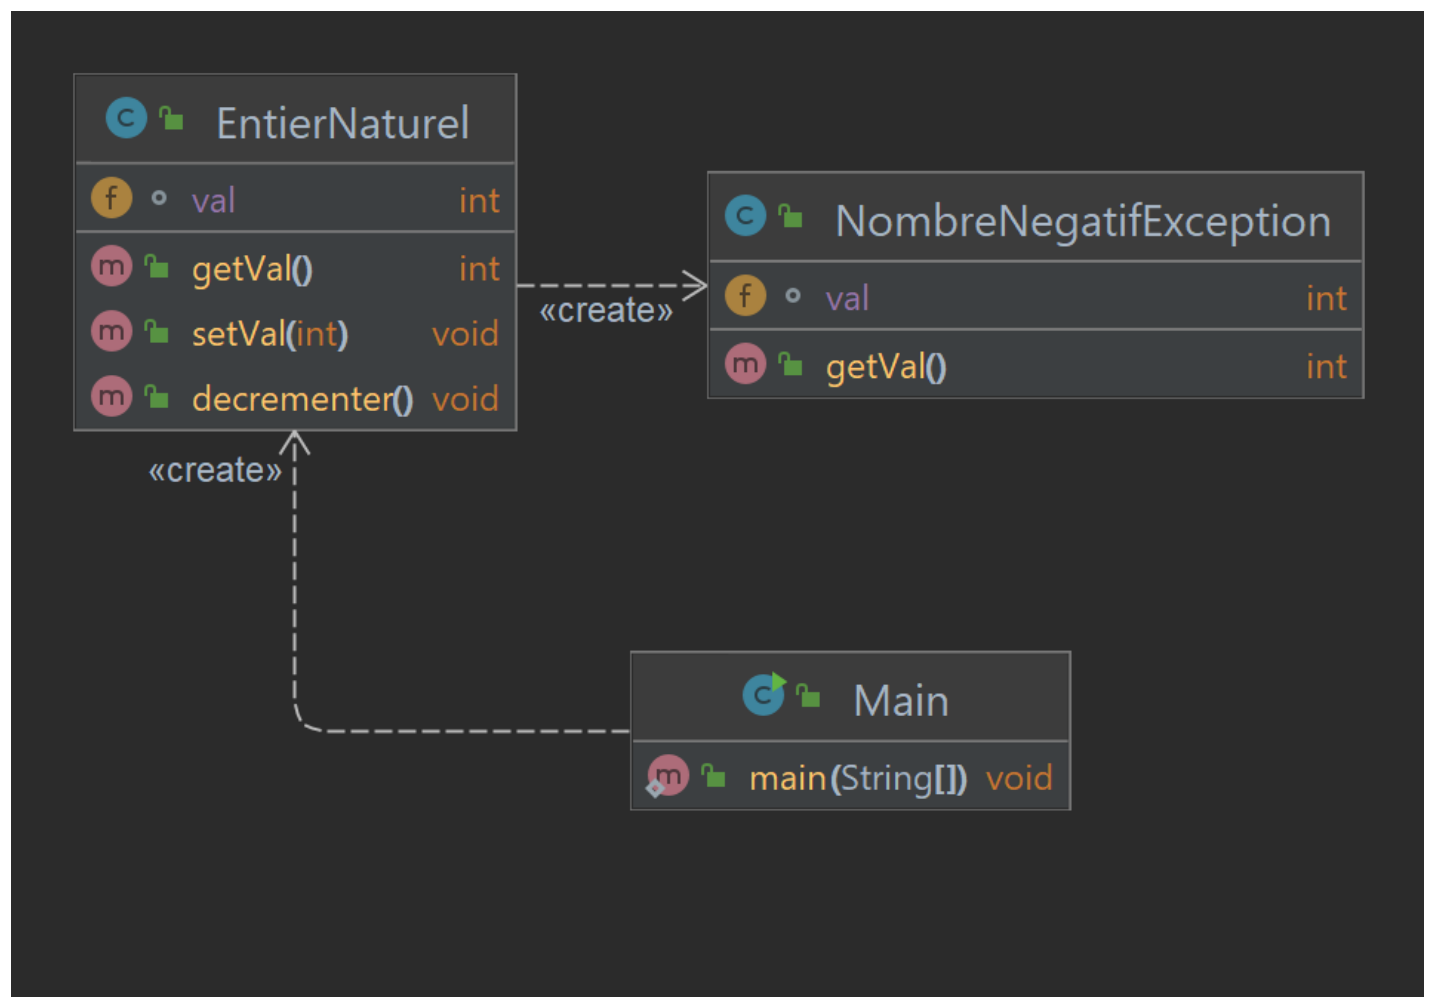 EntierNaturel
val int
getVal() int
setVal(int) void
decrementer() void
«create»
NombreNegatifException
val int
getVal() int
«create»
Main
main(String[]) void